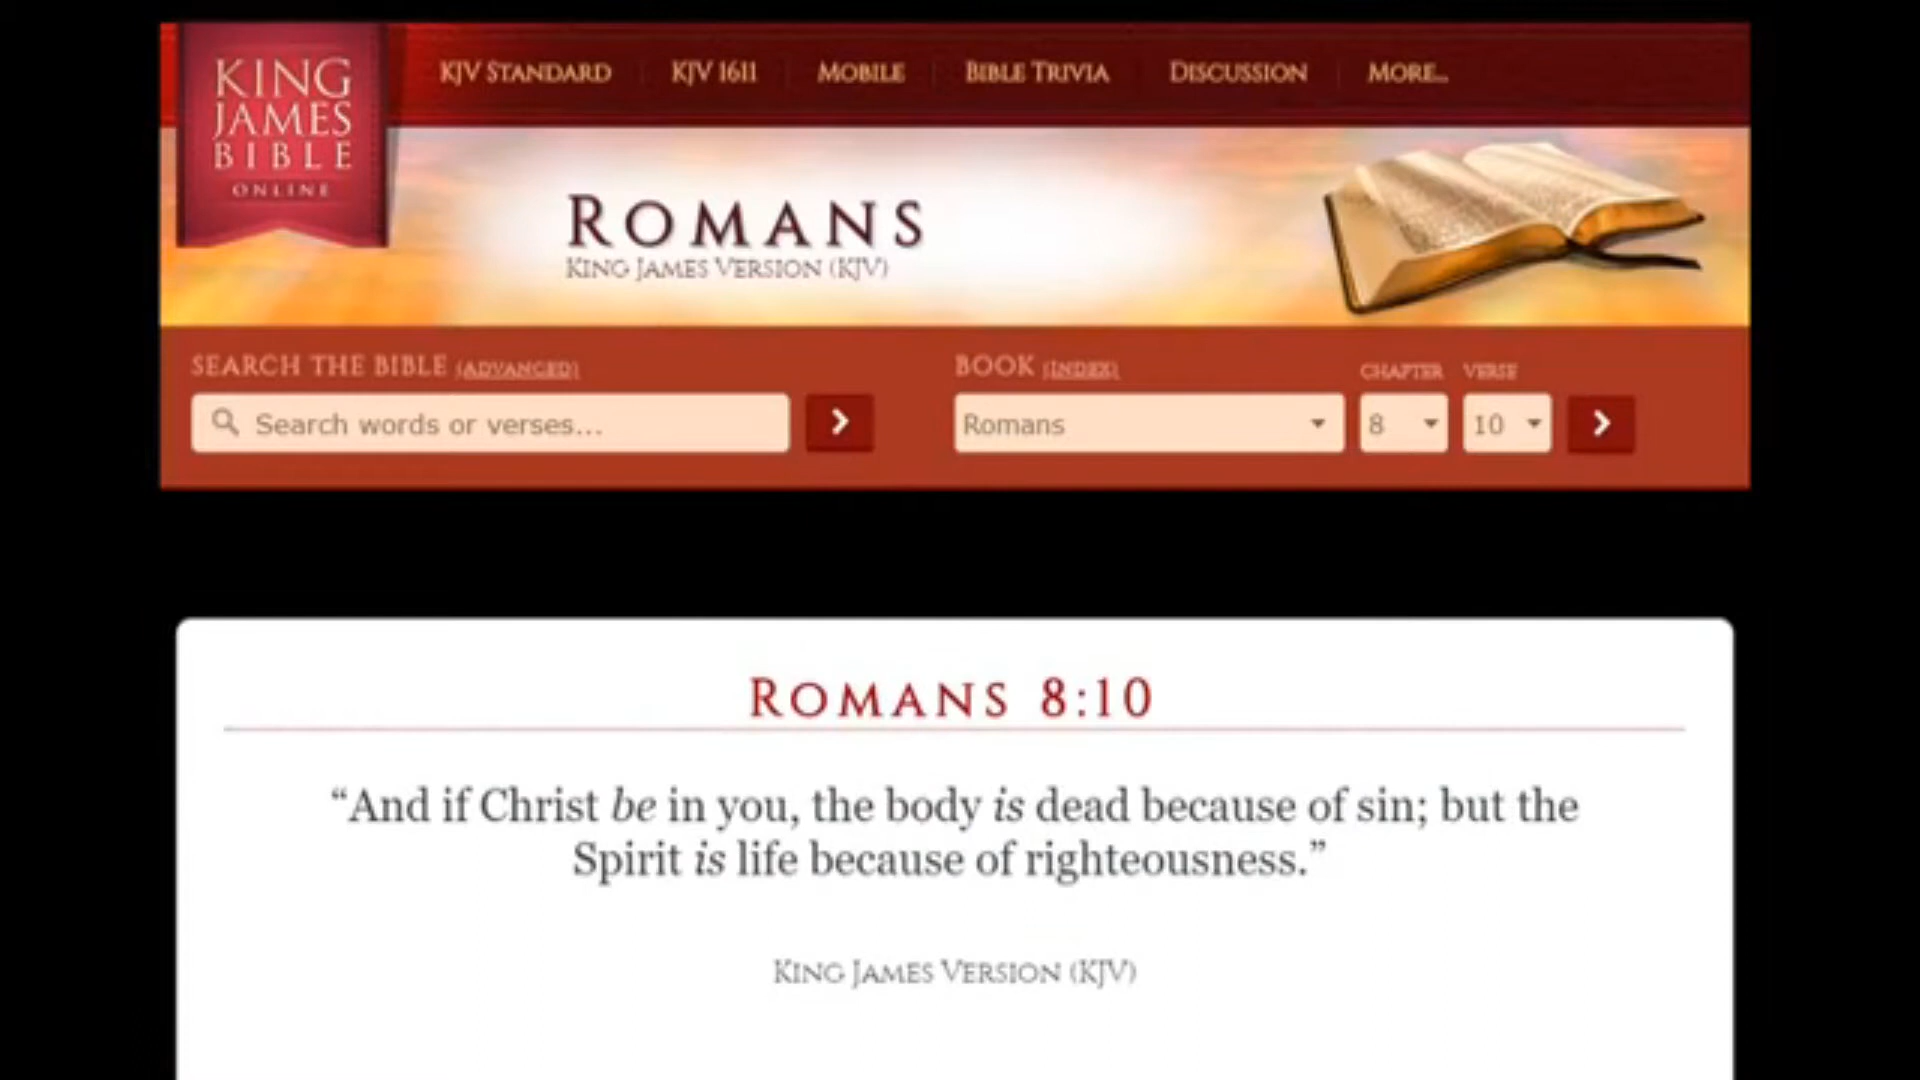 KING
JAMES
BIBLE
ONLINE
KJV STANDARD
KJV 1611
MOBILE
BIBLE TRIVIA
DISCUSSION
MORE...
ROMANS
KING JAMES VERSION (KJV)
SEARCH THE BIBLE (ADVANCED)
Search words or verses...
BOOK (INDEX)
CHAPTER
VERSE
Romans
8
10
ROMANS 8:10
“And if Christ be in you, the body is dead because of sin; but the
Spirit is life because of righteousness.”
KING JAMES VERSION (KJV)